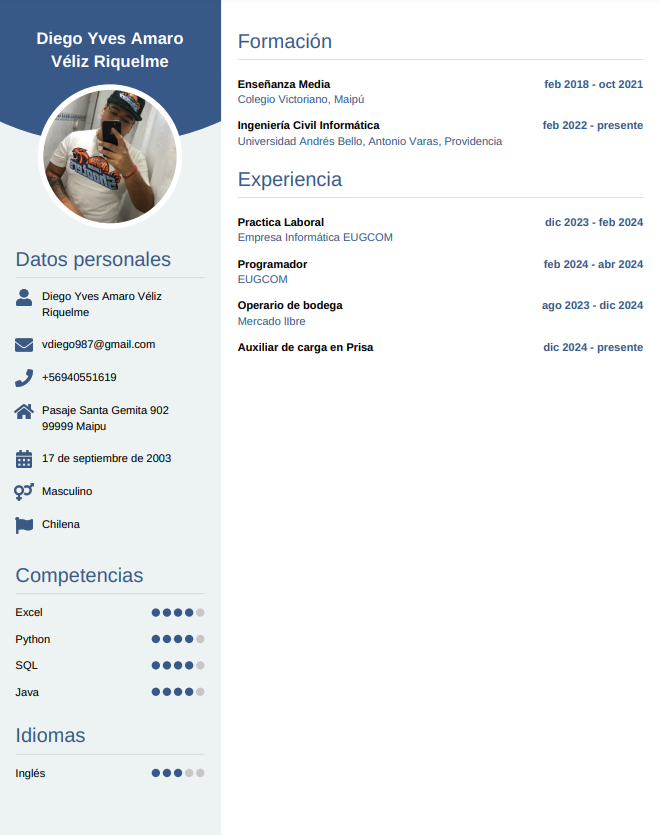 Diego Yves Amaro
Véliz Riquelme
Datos personales
Diego Yves Amaro Véliz
Riquelme
vdiego987@gmail.com
+56940551619
Pasaje Santa Gemita 902
99999 Maipu
17 de septiembre de 2003
Masculino
Chilena
Competencias
Excel
Python
SQL
Java
Idiomas
Inglés
Formación
Enseñanza Media feb 2018 - oct 2021
Colegio Victoriano, Maipú
Ingeniería Civil Informática feb 2022 - presente
Universidad Andrés Bello, Antonio Varas, Providencia
Experiencia
Practica Laboral dic 2023 - feb 2024
Empresa Informática EUGCOM
Programador feb 2024 - abr 2024
EUGCOM
Operario de bodega ago 2023 - dic 2024
Mercado lIbre
Auxiliar de carga en Prisa dic 2024 - presente